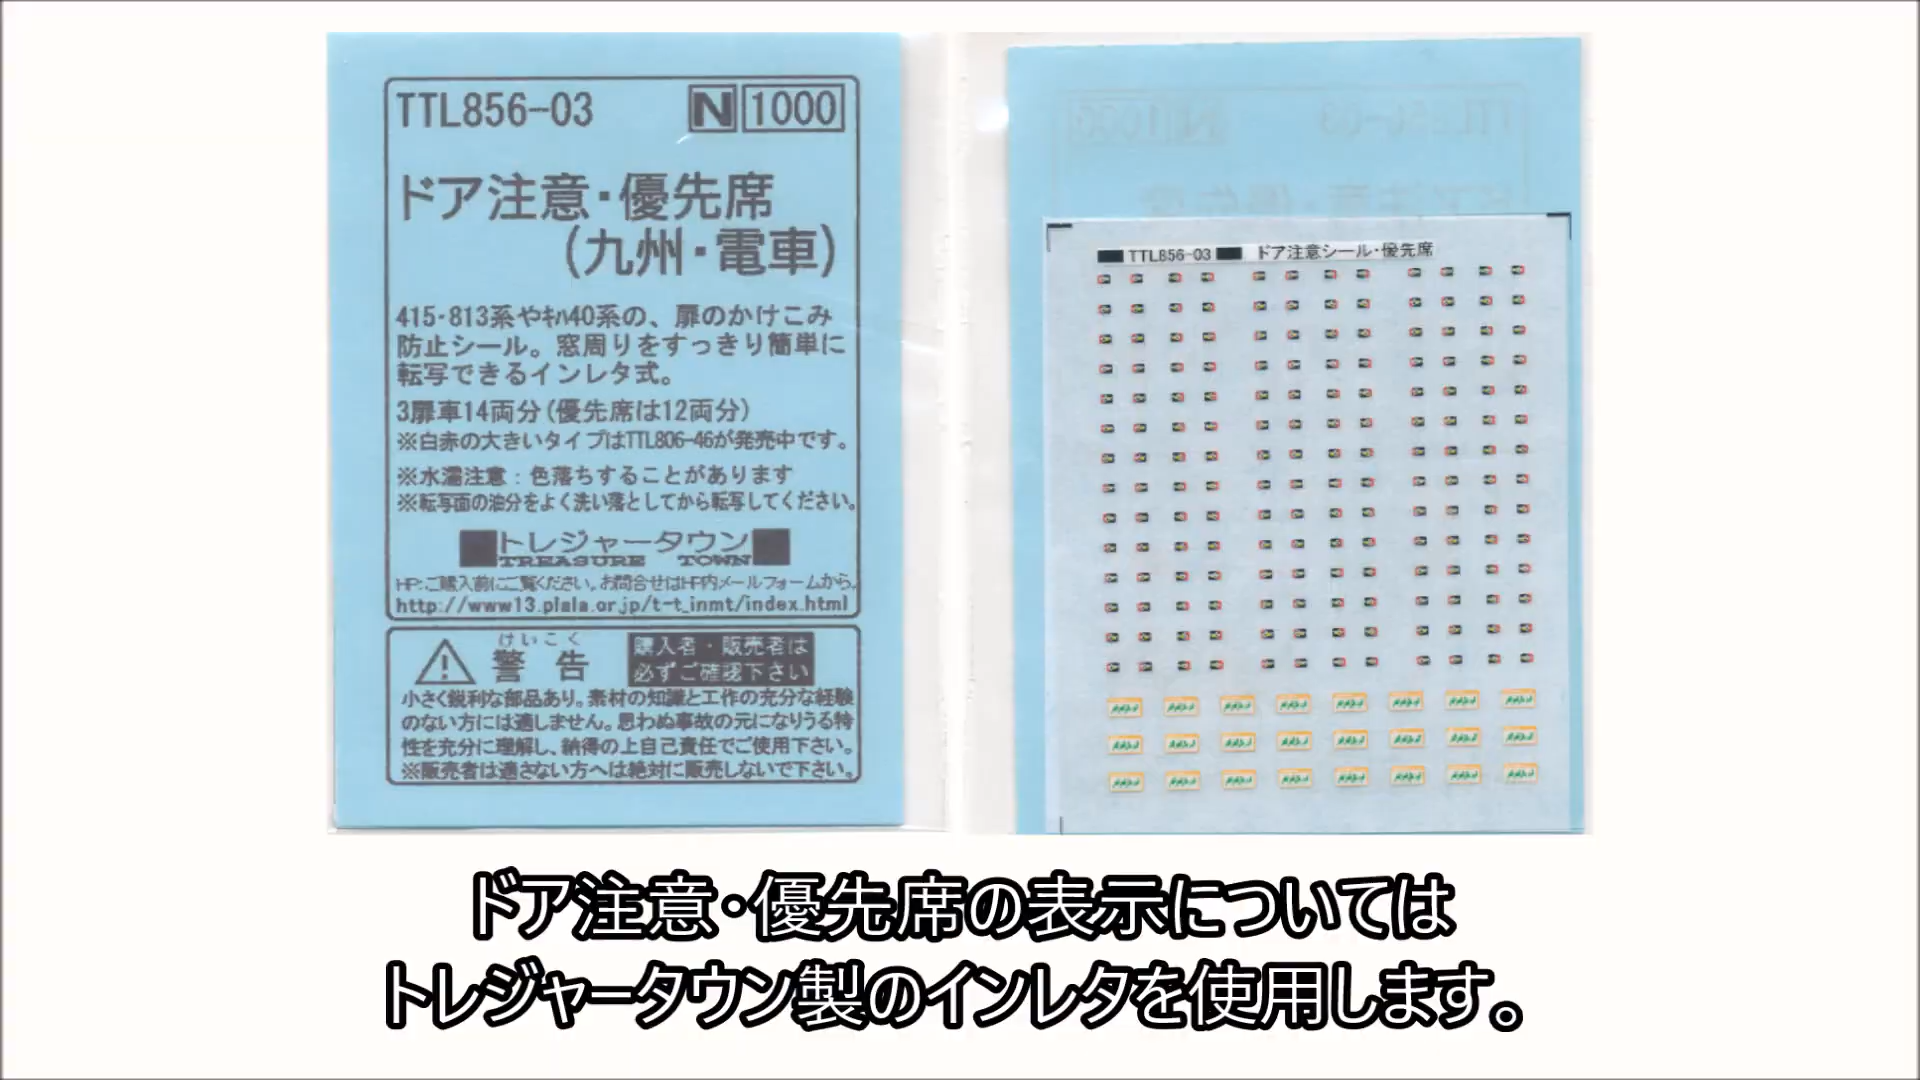 TTL856-03 N 1000
ドア注意・優先席
(九州・電車)
415・813系やｷﾊ40系の、扉のかけこみ
防止シール。窓周りをすっきり簡単に
転写できるインレタ式。
3扉車14両分(優先席は12両分)
※白赤の大きいタイプはTTL806-46が発売中です。
※水濡注意：色落ちすることがあります
※転写面の油分をよく洗い落としてから転写してください。
■トレジャータウン■
TREASURE TOWN
HP:ご購入前にご覧ください。お問合せはHP内メールフォームから。
http://www13.plala.or.jp/t-t_inmt/index.html
けいこく
警告
購入者・販売者は
必ずご確認下さい
小さく鋭利な部品あり。素材の知識と工作の充分な経験
のない方には適しません。思わぬ事故の元になりうる特
性を充分に理解し、納得の上自己責任でご使用下さい。
※販売者は適さない方へは絶対に販売しないで下さい。
■TTL856-03■ ドア注意シール・優先席
ドア注意・優先席の表示については
トレジャータウン製のインレタを使用します。